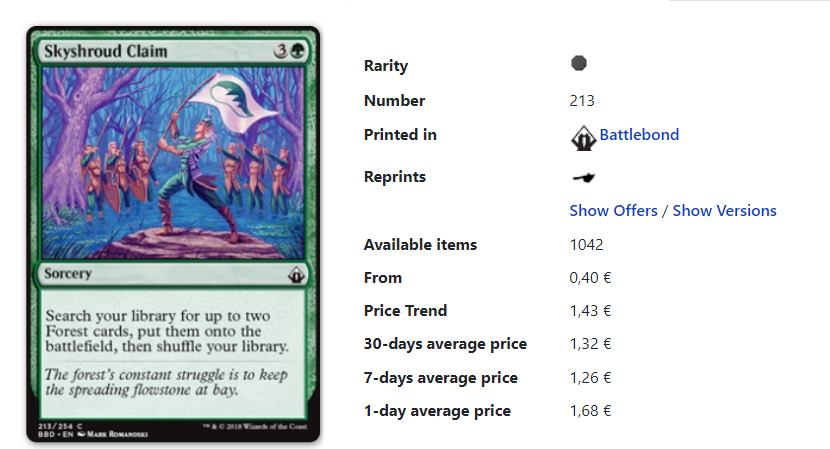 Skyshroud Claim 3
Sorcery
Search your library for up to two
Forest cards, put them onto the
battlefield, then shuffle your library.
The forest's constant struggle is to keep
the spreading flowstone at bay.
213/254 C
BBD • EN Mark Romanoski
™ & © 2018 Wizards of the Coast
Rarity
Number 213
Printed in Battlebond
Reprints
Show Offers / Show Versions
Available items 1042
From 0,40 €
Price Trend 1,43 €
30-days average price 1,32 €
7-days average price 1,26 €
1-day average price 1,68 €